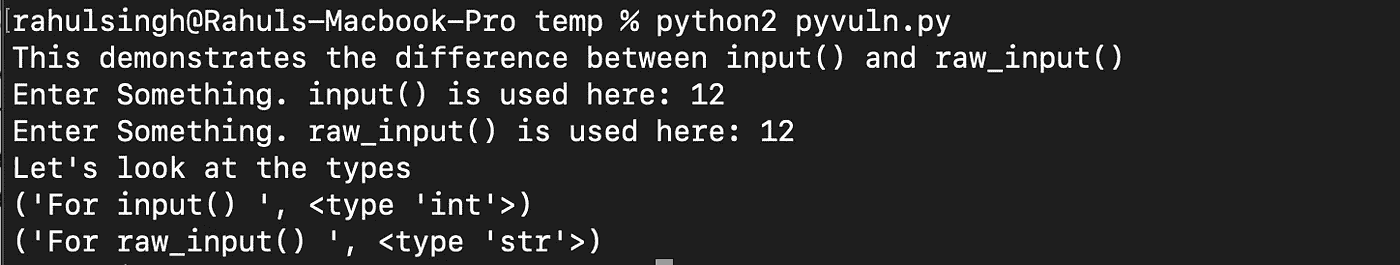 [rahulsingh@Rahuls-Macbook-Pro temp % python2 pyvuln.py
This demonstrates the difference between input() and raw_input()
Enter Something. input() is used here: 12
Enter Something. raw_input() is used here: 12
Let's look at the types
('For input() ', <type 'int'>)
('For raw_input() ', <type 'str'>)